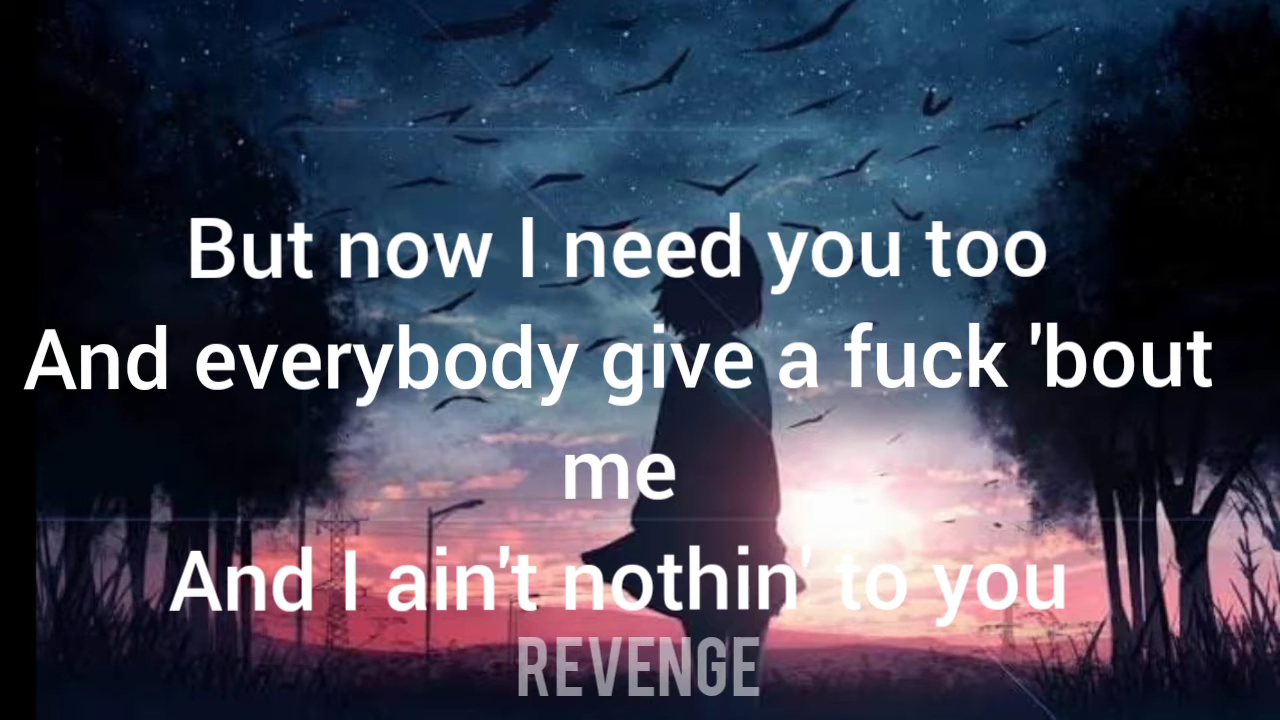 But now I need you too
And everybody give a fuck 'bout
me
And I ain't nothin' to you
REVENGE